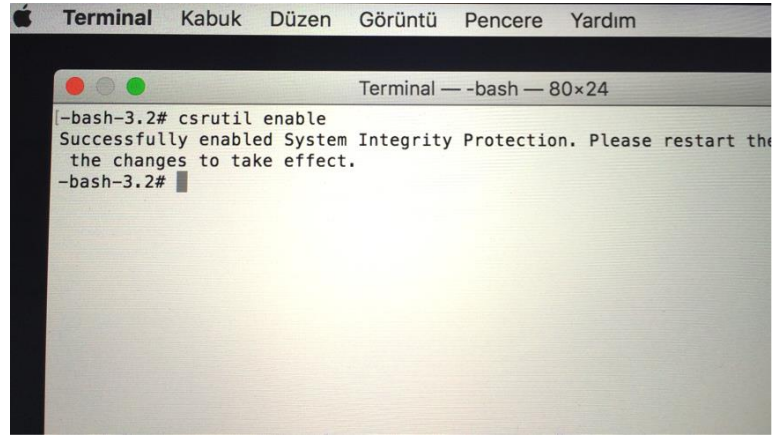 Terminal Kabuk Düzen Görüntü Pencere Yardım
Terminal — -bash — 80×24
[-bash-3.2# csrutil enable
Successfully enabled System Integrity Protection. Please restart the
the changes to take effect.
-bash-3.2#